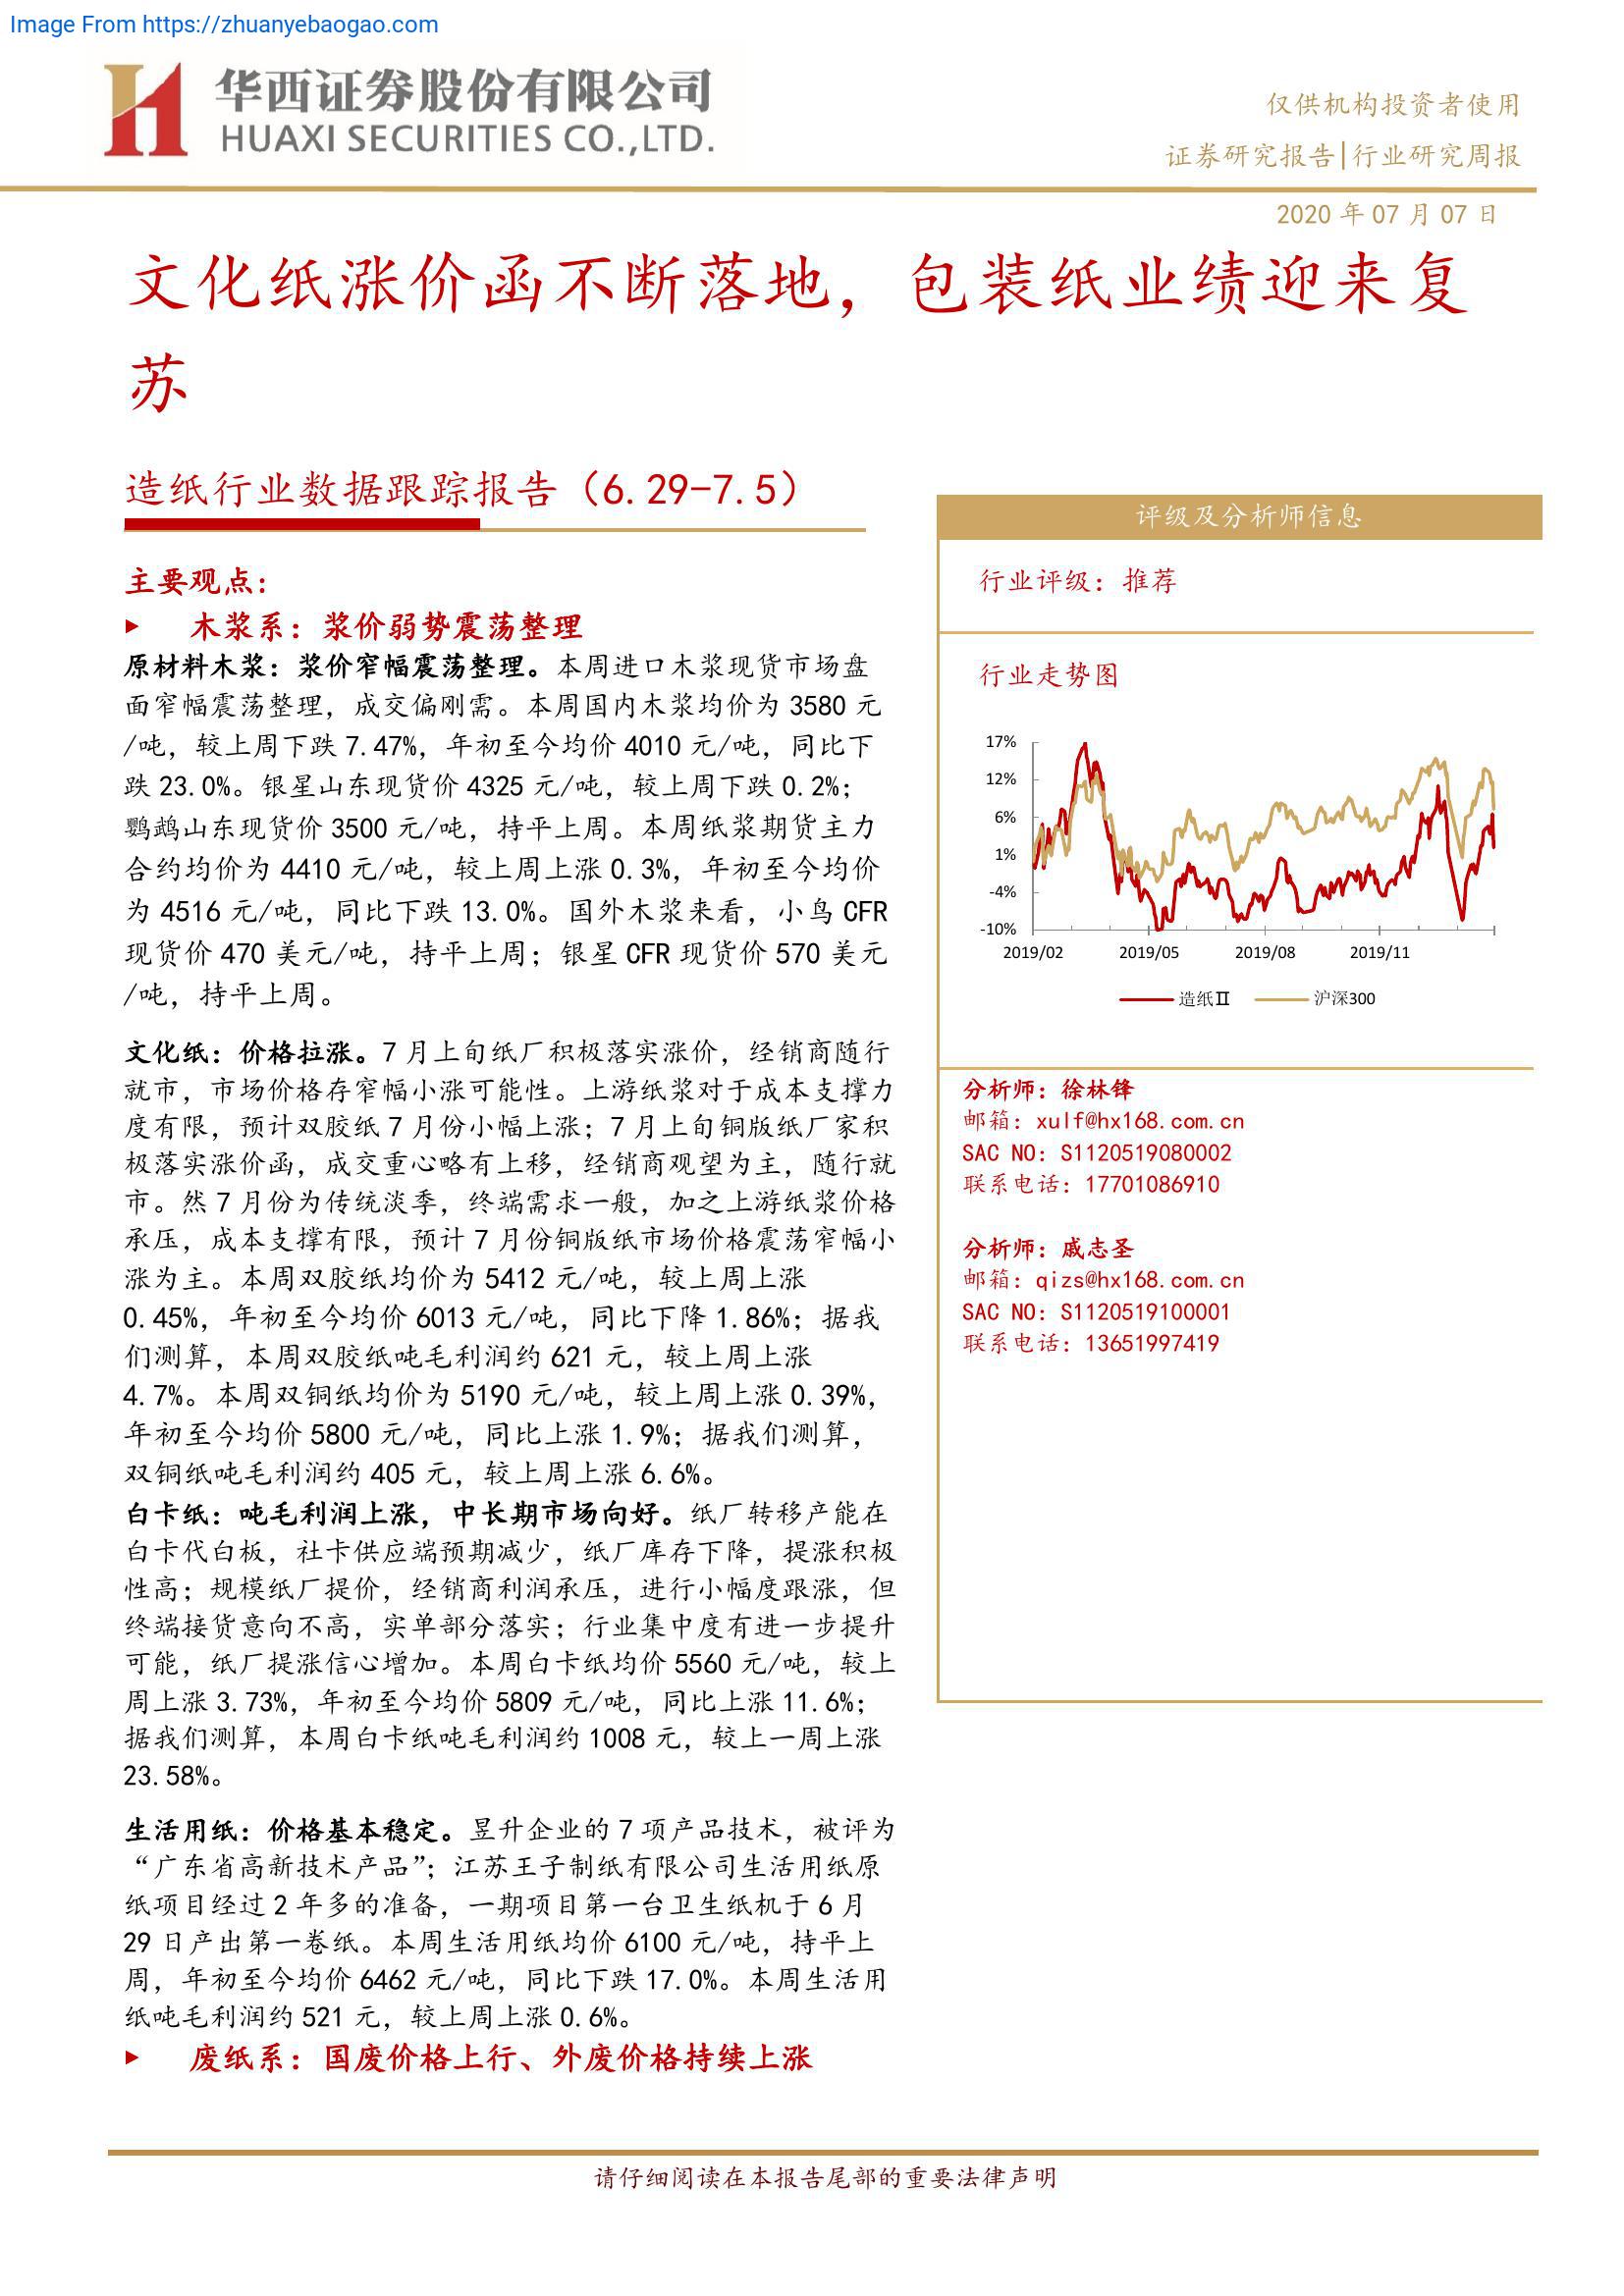 Image From https://zhuanyebaogao.com
华西证券股份有限公司
HUAXI SECURITIES CO.,LTD.
仅供机构投资者使用
证券研究报告|行业研究周报
2020 年 07 月 07 日
文化纸涨价函不断落地，包装纸业绩迎来复
苏
造纸行业数据跟踪报告（6.29-7.5）
主要观点：
► 木浆系：浆价弱势震荡整理
原材料木浆：浆价窄幅震荡整理。本周进口木浆现货市场盘
面窄幅震荡整理，成交偏刚需。本周国内木浆均价为 3580 元
/吨，较上周下跌 7.47%，年初至今均价 4010 元/吨，同比下
跌 23.0%。银星山东现货价 4325 元/吨，较上周下跌 0.2%；
鹦鹉山东现货价 3500 元/吨，持平上周。本周纸浆期货主力
合约均价为 4410 元/吨，较上周上涨 0.3%，年初至今均价
为 4516 元/吨，同比下跌 13.0%。国外木浆来看，小鸟 CFR
现货价 470 美元/吨，持平上周；银星 CFR 现货价 570 美元
/吨，持平上周。
文化纸：价格拉涨。7 月上旬纸厂积极落实涨价，经销商随行
就市，市场价格存窄幅小涨可能性。上游纸浆对于成本支撑力
度有限，预计双胶纸 7 月份小幅上涨；7 月上旬铜版纸厂家积
极落实涨价函，成交重心略有上移，经销商观望为主，随行就
市。然 7 月份为传统淡季，终端需求一般，加之上游纸浆价格
承压，成本支撑有限，预计 7 月份铜版纸市场价格震荡窄幅小
涨为主。本周双胶纸均价为 5412 元/吨，较上周上涨
0.45%，年初至今均价 6013 元/吨，同比下降 1.86%；据我
们测算，本周双胶纸吨毛利润约 621 元，较上周上涨
4.7%。本周双铜纸均价为 5190 元/吨，较上周上涨 0.39%，
年初至今均价 5800 元/吨，同比上涨 1.9%；据我们测算，
双铜纸吨毛利润约 405 元，较上周上涨 6.6%。
白卡纸：吨毛利润上涨，中长期市场向好。纸厂转移产能在
白卡代白板，社卡供应端预期减少，纸厂库存下降，提涨积极
性高；规模纸厂提价，经销商利润承压，进行小幅度跟涨，但
终端接货意向不高，实单部分落实；行业集中度有进一步提升
可能，纸厂提涨信心增加。本周白卡纸均价 5560 元/吨，较上
周上涨 3.73%，年初至今均价 5809 元/吨，同比上涨 11.6%；
据我们测算，本周白卡纸吨毛利润约 1008 元，较上一周上涨
23.58%。
生活用纸：价格基本稳定。昱升企业的 7 项产品技术，被评为
“广东省高新技术产品”；江苏王子制纸有限公司生活用纸原
纸项目经过 2 年多的准备，一期项目第一台卫生纸机于 6 月
29 日产出第一卷纸。本周生活用纸均价 6100 元/吨，持平上
周，年初至今均价 6462 元/吨，同比下跌 17.0%。本周生活用
纸吨毛利润约 521 元，较上周上涨 0.6%。
► 废纸系：国废价格上行、外废价格持续上涨
评级及分析师信息
行业评级：推荐
行业走势图
17%
12%
6%
1%
-4%
-10%
2019/02 2019/05 2019/08 2019/11
造纸Ⅱ 沪深300
分析师：徐林锋
邮箱：xulf@hx168.com.cn
SAC NO：S1120519080002
联系电话：17701086910
分析师：戚志圣
邮箱：qizs@hx168.com.cn
SAC NO：S1120519100001
联系电话：13651997419
请仔细阅读在本报告尾部的重要法律声明